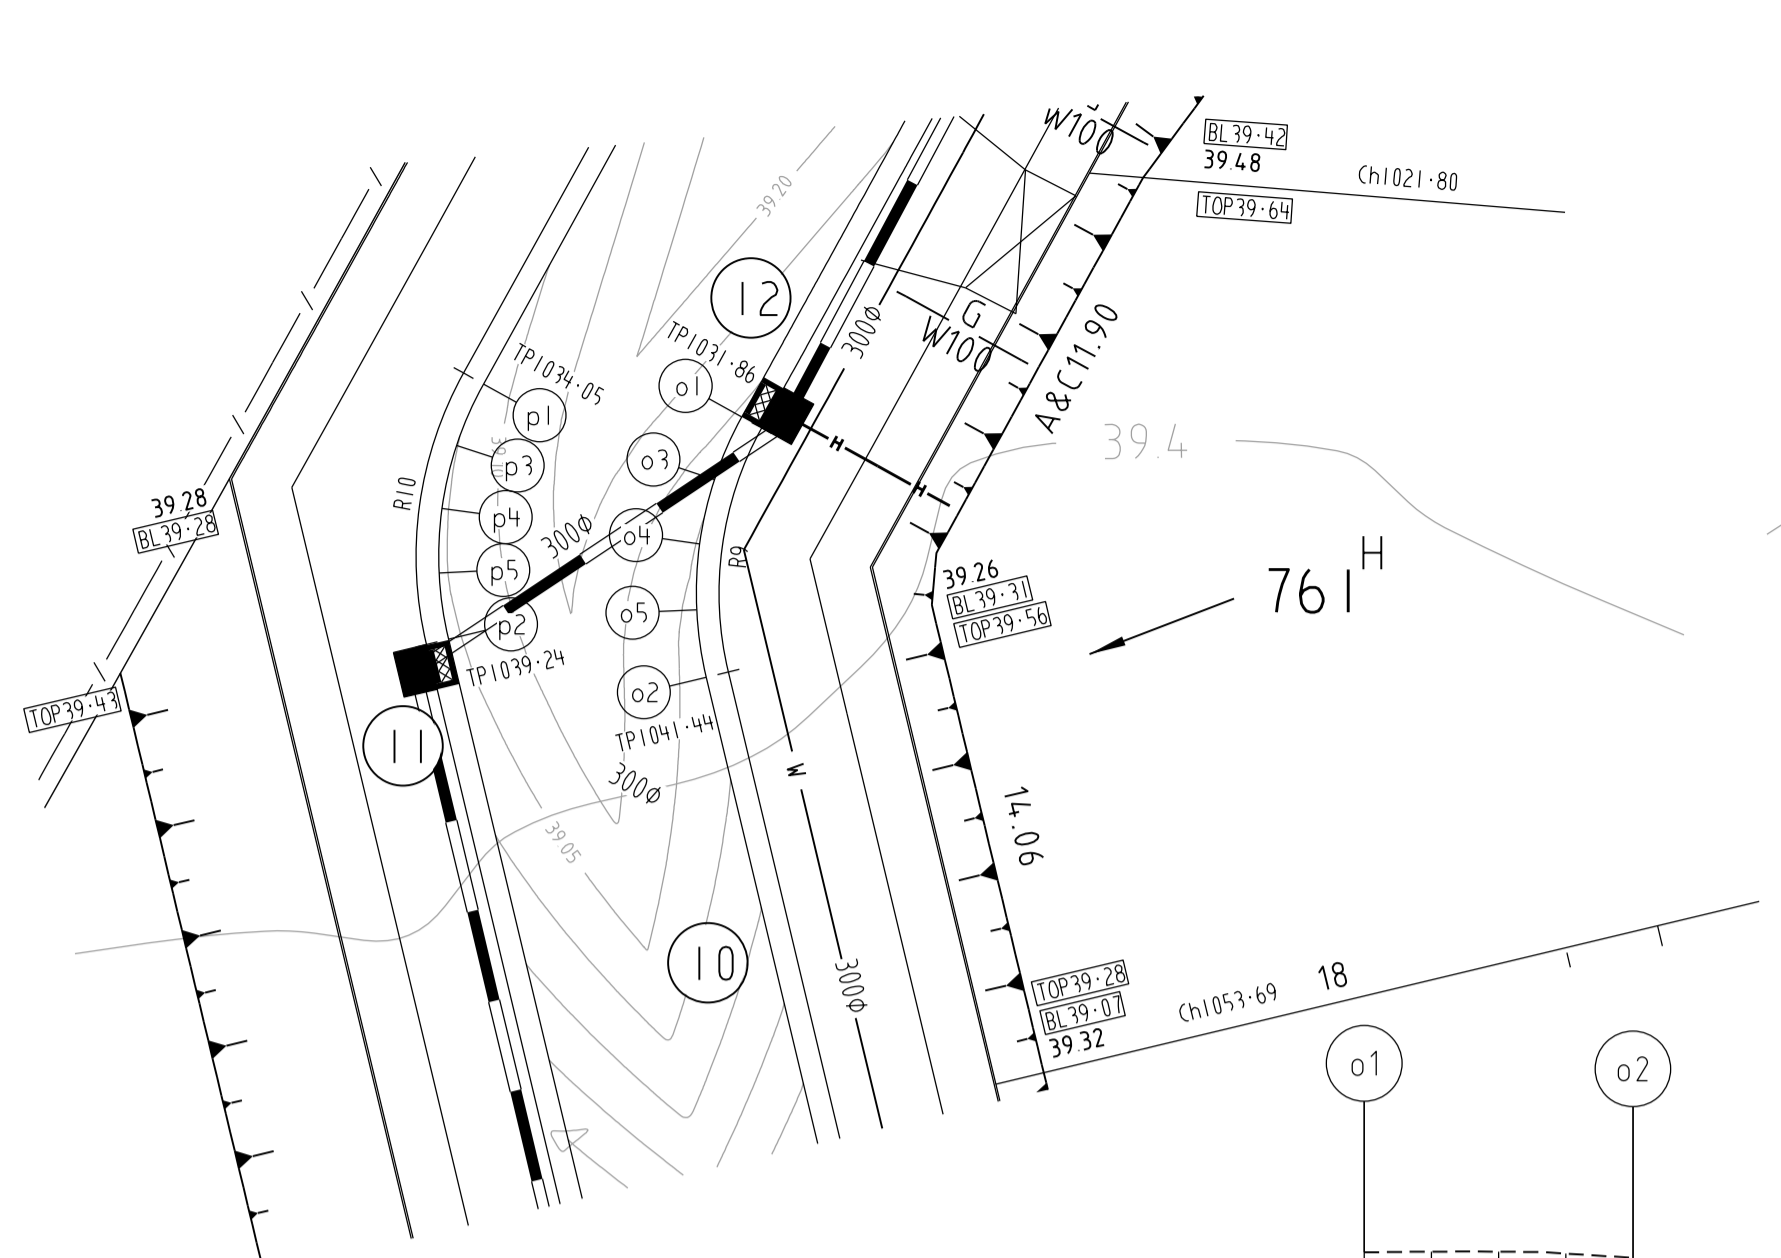 W100
BL39·42
39.48
Ch1021·80
TOP39·64
39.20
12
TP1031·86
300Φ
G
W100
A&C11.90
TP1034·05
o1
p1
39.4
H
o3
p3
R10
39.28
BL39·28
p4
300Φ
o4
R9
H
761H
p5
39.26
BL39·31
TOP39·56
o5
p2
TP1039·24
o2
TOP39·43
TP1041·44
11
300Φ
W
14.06
39.05
10
300Φ
TOP39·28
BL39·07
39.32
Ch1053·69
18
o1
o2